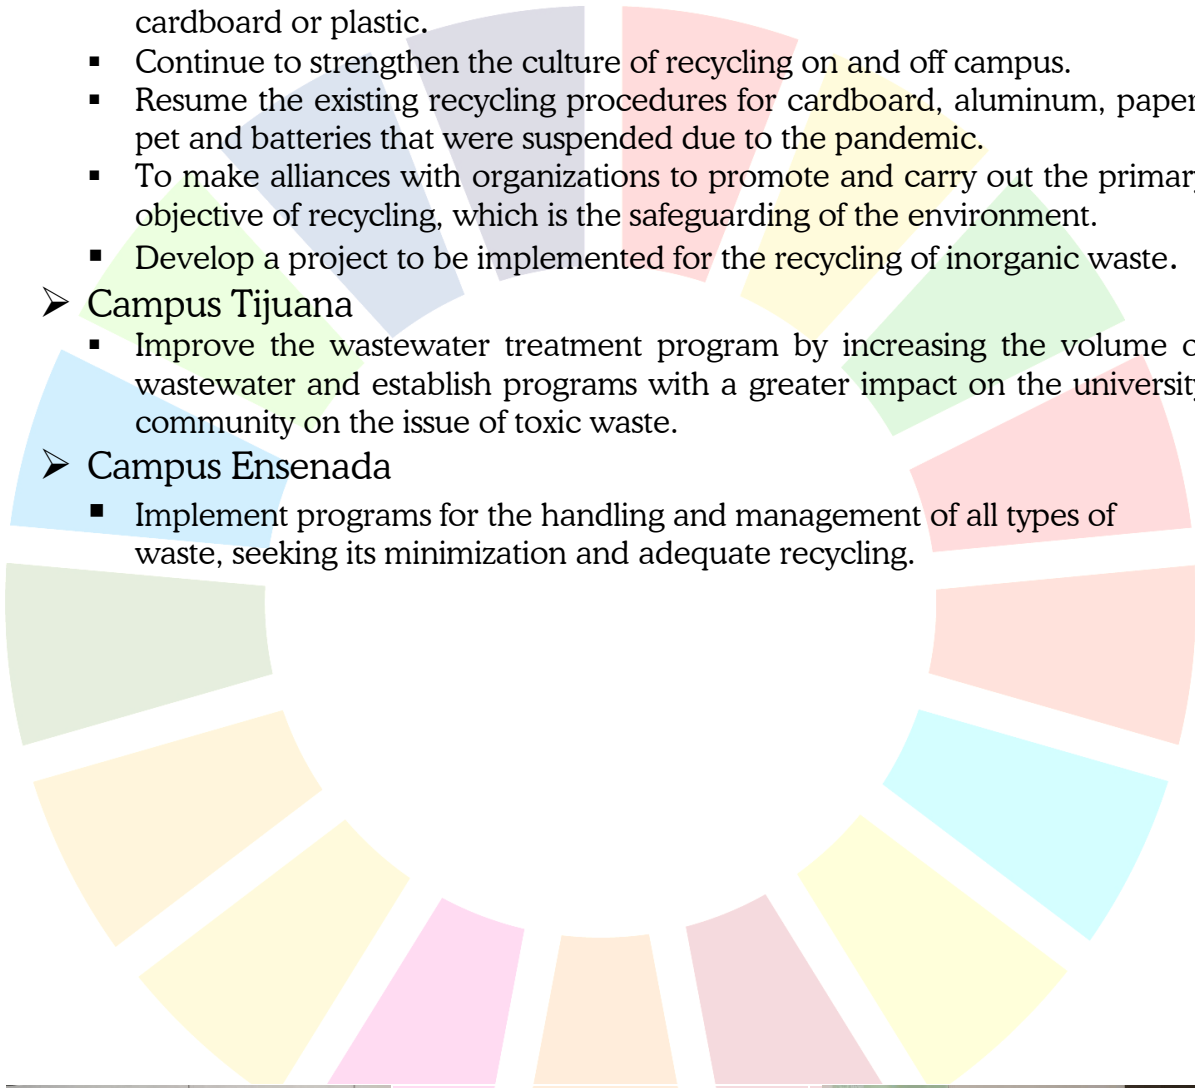 cardboard or plastic.
▪ Continue to strengthen the culture of recycling on and off campus.
▪ Resume the existing recycling procedures for cardboard, aluminum, paper
pet and batteries that were suspended due to the pandemic.
▪ To make alliances with organizations to promote and carry out the primary
objective of recycling, which is the safeguarding of the environment.
▪ Develop a project to be implemented for the recycling of inorganic waste.
➢ Campus Tijuana
▪ Improve the wastewater treatment program by increasing the volume o
wastewater and establish programs with a greater impact on the university
community on the issue of toxic waste.
➢ Campus Ensenada
▪ Implement programs for the handling and management of all types of
waste, seeking its minimization and adequate recycling.